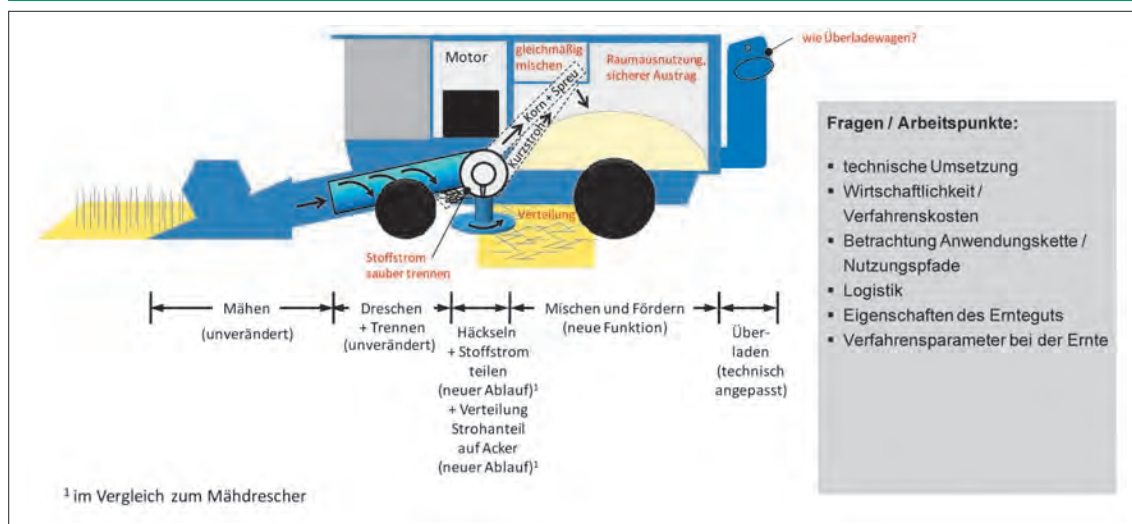 Motor
gleichmäßig
mischen
Korn + Spreu
Kurzstroh
Raumausnutzung,
sicherer Austrag
wie Überladewagen?
Verteilung
Stoffstrom
sauber trennen
Mähen
(unverändert)
Dreschen
+ Trennen
(unverändert)
Häckseln
+ Stoffstrom
teilen
(neuer Ablauf)¹
+ Verteilung
Strohanteil
auf Acker
(neuer Ablauf)¹
Mischen und Fördern
(neue Funktion)
Über-
laden
(technisch
angepasst)
¹ im Vergleich zum Mähdrescher
Fragen / Arbeitspunkte:
▪ technische Umsetzung
▪ Wirtschaftlichkeit /
Verfahrenskosten
▪ Betrachtung Anwendungskette /
Nutzungspfade
▪ Logistik
▪ Eigenschaften des Ernteguts
▪ Verfahrensparameter bei der Ernte